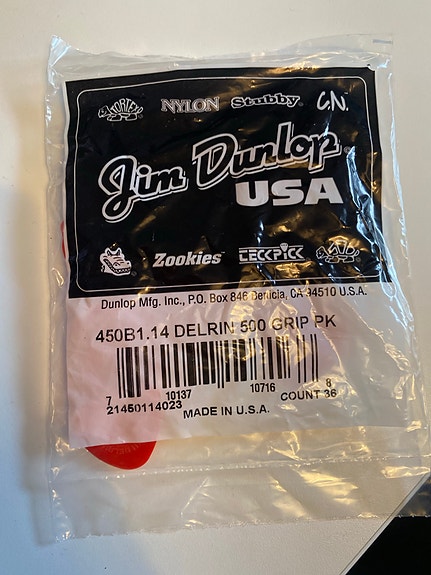 TORTEX NYLON Stubby C.N.
Jim Dunlop
USA
Zookies TECKPICK
Dunlop Mfg. Inc., P.O. Box 846 Benicia, CA 94510 U.S.A.
450B1.14 DELRIN 500 GRIP PK
7 10137 10716 8
21450114023 COUNT 36
MADE IN U.S.A.